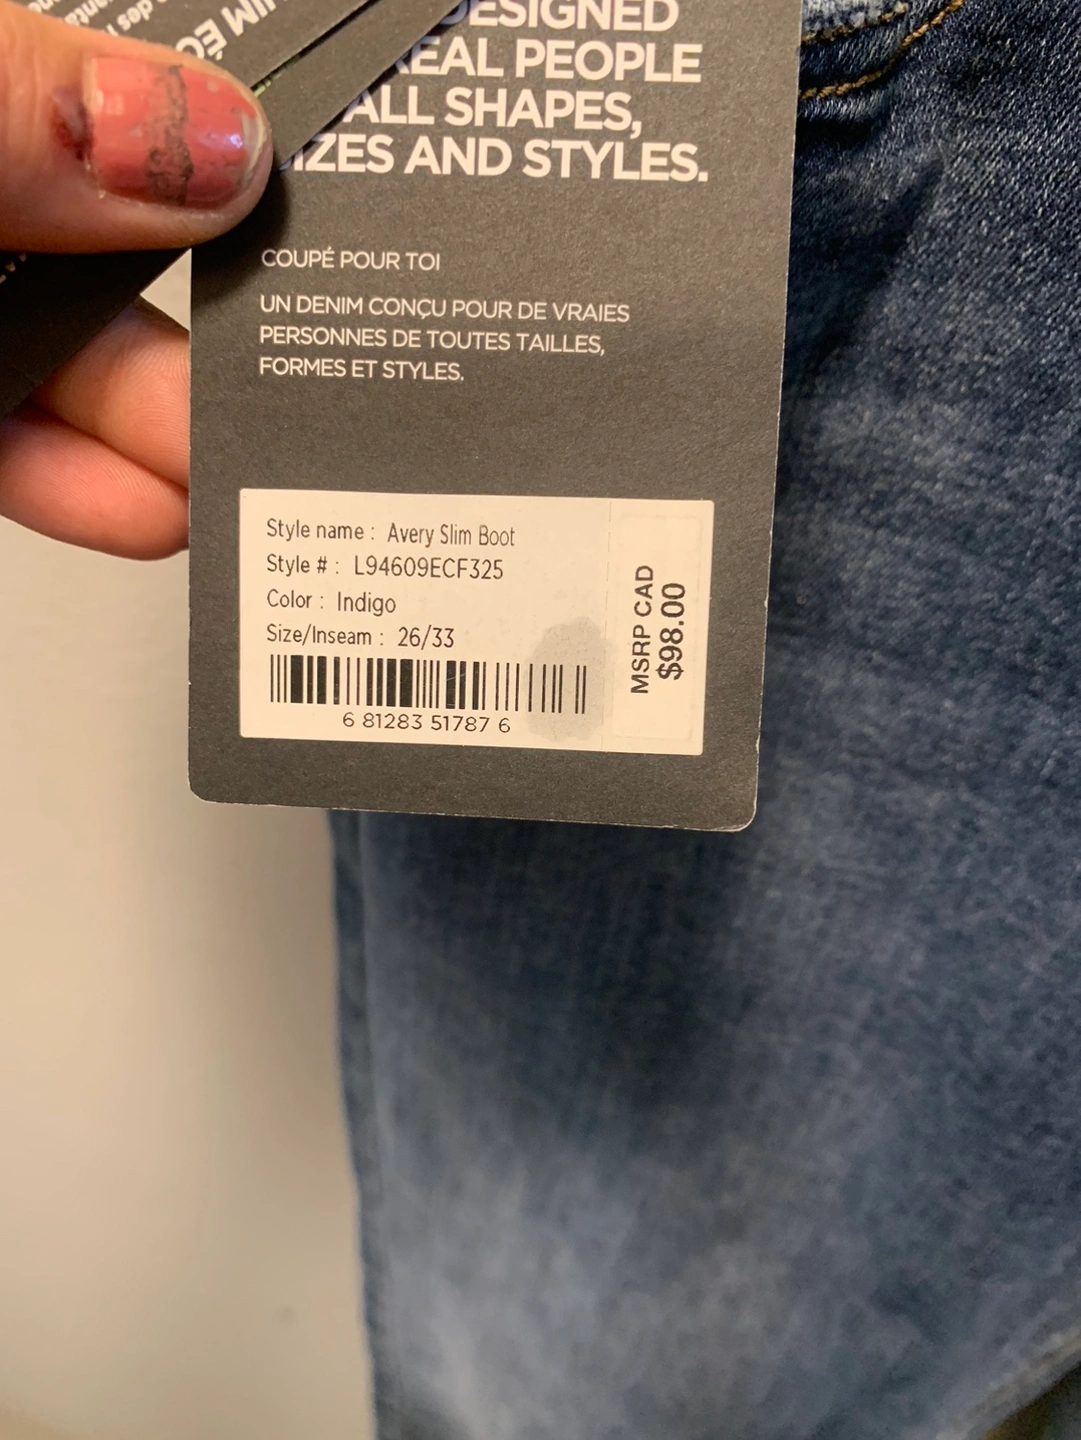 DESIGNED
REAL PEOPLE
ALL SHAPES,
SIZES AND STYLES.
COUPÉ POUR TOI
UN DENIM CONÇU POUR DE VRAIES
PERSONNES DE TOUTES TAILLES,
FORMES ET STYLES.
Style name : Avery Slim Boot
Style # : L94609ECF325
Color : Indigo
Size/Inseam : 26/33
6 81283 51787 6
MSRP CAD
$98.00